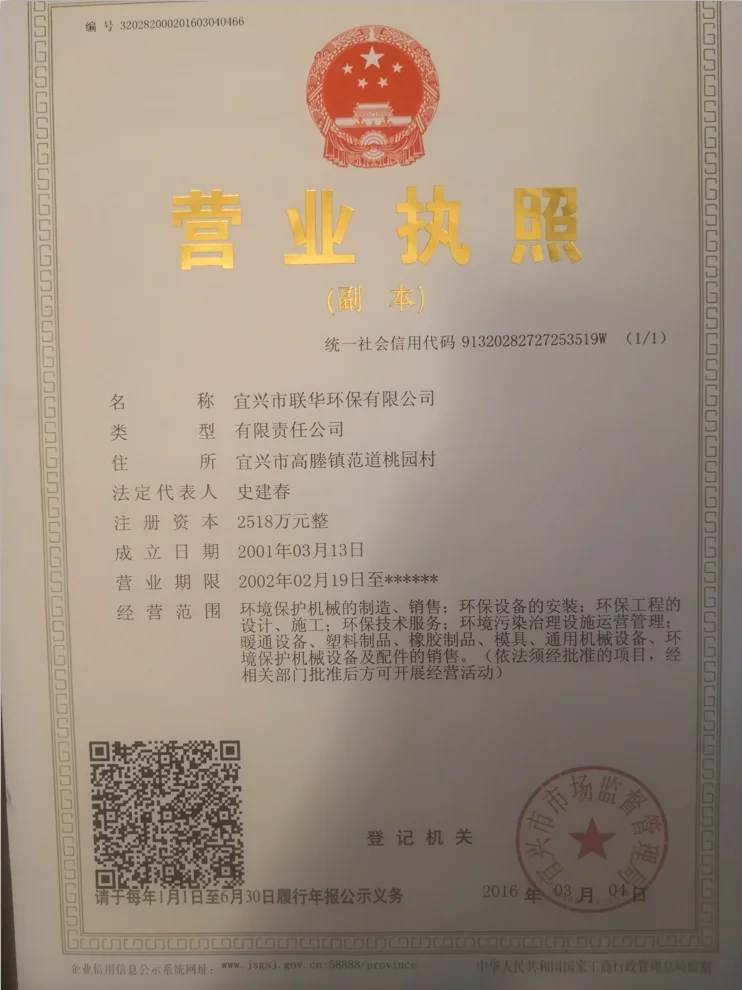 编 号 320282000201603040466
营业执照
(副 本)
统一社会信用代码 91320282727253519W （1/1）
名 称 宜兴市联华环保有限公司
类 型 有限责任公司
住 所 宜兴市高塍镇范道桃园村
法定代表人 史建春
注册资本 2518万元整
成立日期 2001年03月13日
营业期限 2002年02月19日至******
经营范围 环境保护机械的制造、销售；环保设备的安装；环保工程的
设计、施工；环保技术服务；环境污染治理设施运营管理；
暖通设备、塑料制品、橡胶制品、模具、通用机械设备、环
境保护机械设备及配件的销售。（依法须经批准的项目，经
相关部门批准后方可开展经营活动）
宜兴市市场监督管理局
登记机关
请于每年1月1日至6月30日履行年报公示义务
2016 年 03 月 04 日
企业信用信息公示系统网址：www.jsgsj.gov.cn:58888/province
中华人民共和国国家工商行政管理总局监制